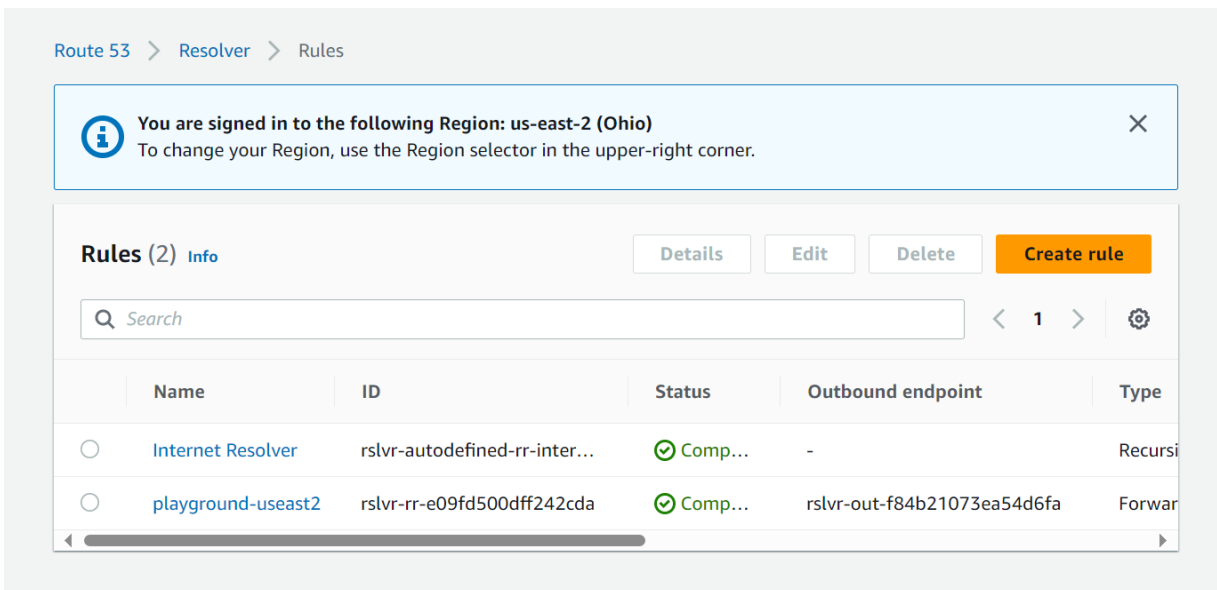 Route 53 > Resolver > Rules
You are signed in to the following Region: us-east-2 (Ohio)
To change your Region, use the Region selector in the upper-right corner.
Rules (2) Info Details Edit Delete Create rule
Search 1
Name ID Status Outbound endpoint Type
Internet Resolver rslvr-autodefined-rr-inter... Comp... - Recursi
playground-useast2 rslvr-rr-e09fd500dff242cda Comp... rslvr-out-f84b21073ea54d6fa Forwar